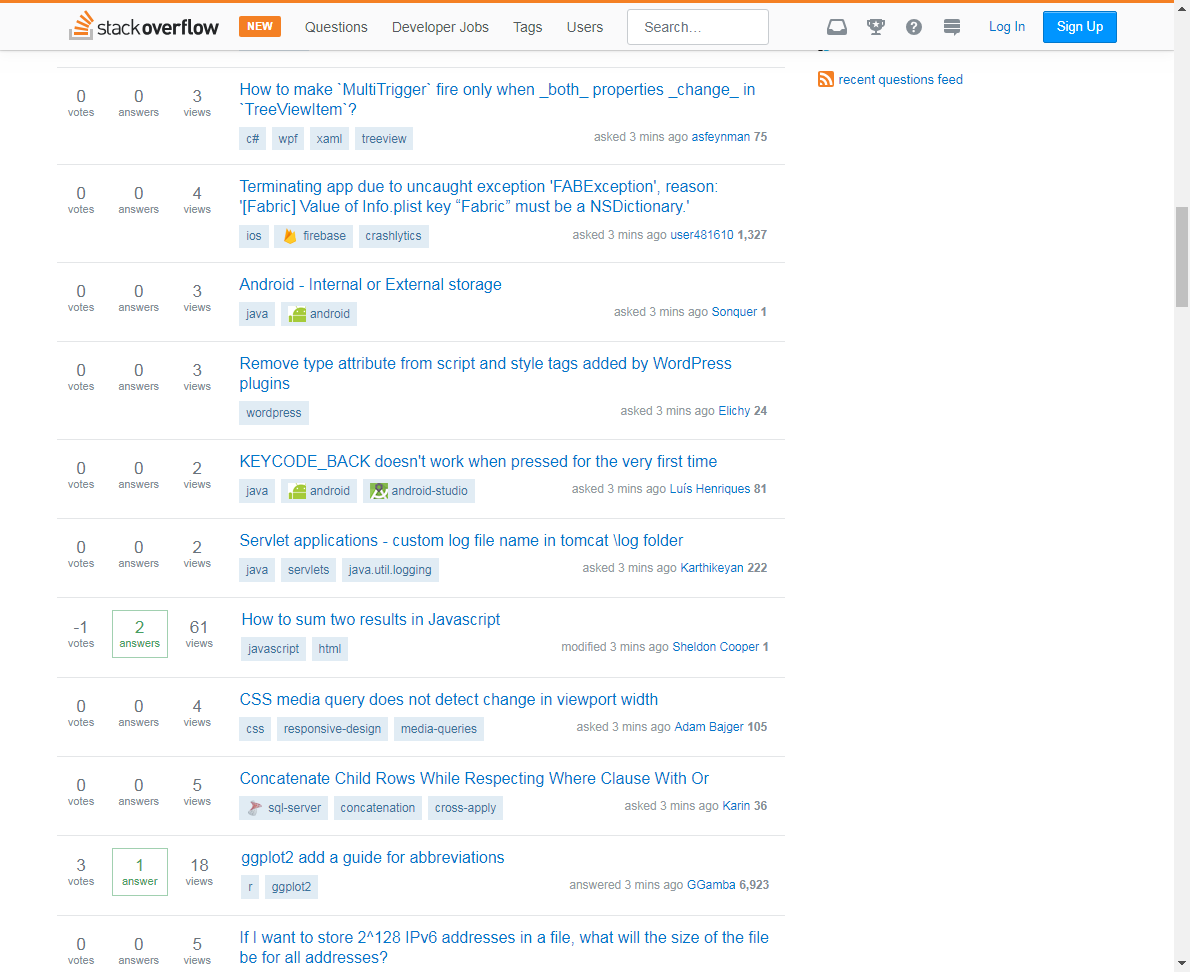 stackoverflow NEW Questions Developer Jobs Tags Users Search... Log In Sign Up
recent questions feed
0 votes 0 answers 3 views
How to make `MultiTrigger` fire only when _both_ properties _change_ in
`TreeViewItem`?
c# wpf xaml treeview
asked 3 mins ago asfeynman 75
0 votes 0 answers 4 views
Terminating app due to uncaught exception 'FABException', reason:
'[Fabric] Value of Info.plist key “Fabric” must be a NSDictionary.'
ios firebase crashlytics
asked 3 mins ago user481610 1,327
0 votes 0 answers 3 views
Android - Internal or External storage
java android
asked 3 mins ago Sonquer 1
0 votes 0 answers 3 views
Remove type attribute from script and style tags added by WordPress
plugins
wordpress
asked 3 mins ago Elichy 24
0 votes 0 answers 2 views
KEYCODE_BACK doesn't work when pressed for the very first time
java android android-studio
asked 3 mins ago Luís Henriques 81
0 votes 0 answers 2 views
Servlet applications - custom log file name in tomcat \log folder
java servlets java.util.logging
asked 3 mins ago Karthikeyan 222
-1 votes 2 answers 61 views
How to sum two results in Javascript
javascript html
modified 3 mins ago Sheldon Cooper 1
0 votes 0 answers 4 views
CSS media query does not detect change in viewport width
css responsive-design media-queries
asked 3 mins ago Adam Bajger 105
0 votes 0 answers 5 views
Concatenate Child Rows While Respecting Where Clause With Or
sql-server concatenation cross-apply
asked 3 mins ago Karin 36
3 votes 1 answer 18 views
ggplot2 add a guide for abbreviations
r ggplot2
answered 3 mins ago GGamba 6,923
0 votes 0 answers 5 views
If I want to store 2^128 IPv6 addresses in a file, what will the size of the file
be for all addresses?